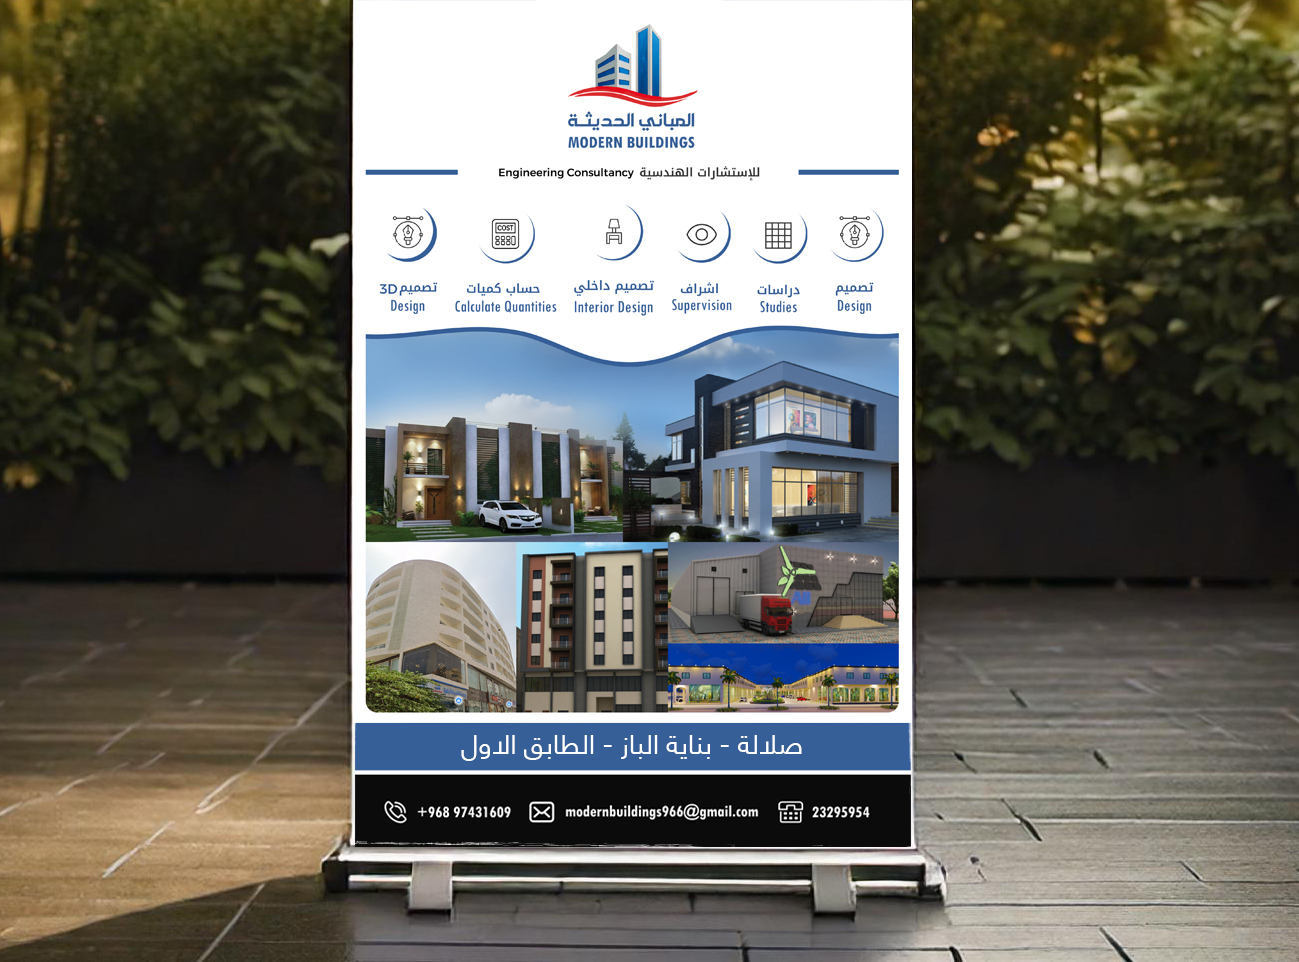 المباني الحديثة
MODERN BUILDINGS
Engineering Consultancy للإستشارات الهندسية
COST
تصميم 3D
Design
حساب كميات
Calculate Quantities
تصميم داخلي
Interior Design
اشراف
Supervision
دراسات
Studies
تصميم
Design
صلالة - بناية الباز - الطابق الاول
+968 97431609
modernbuildings966@gmail.com
23295954